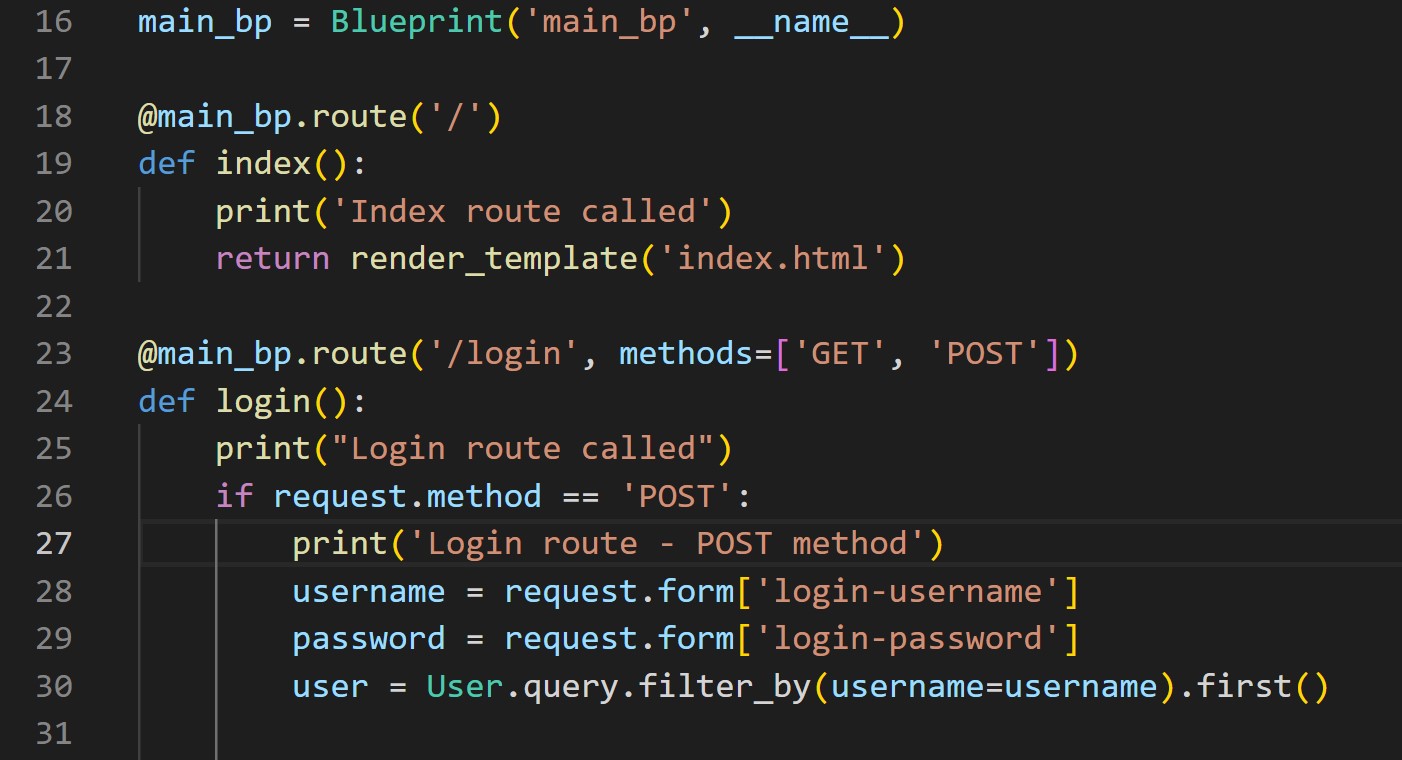 16 main_bp = Blueprint('main_bp', __name__)
17
18 @main_bp.route('/')
19 def index():
20     print('Index route called')
21     return render_template('index.html')
22
23 @main_bp.route('/login', methods=['GET', 'POST'])
24 def login():
25     print("Login route called")
26     if request.method == 'POST':
27         print('Login route - POST method')
28         username = request.form['login-username']
29         password = request.form['login-password']
30         user = User.query.filter_by(username=username).first()
31